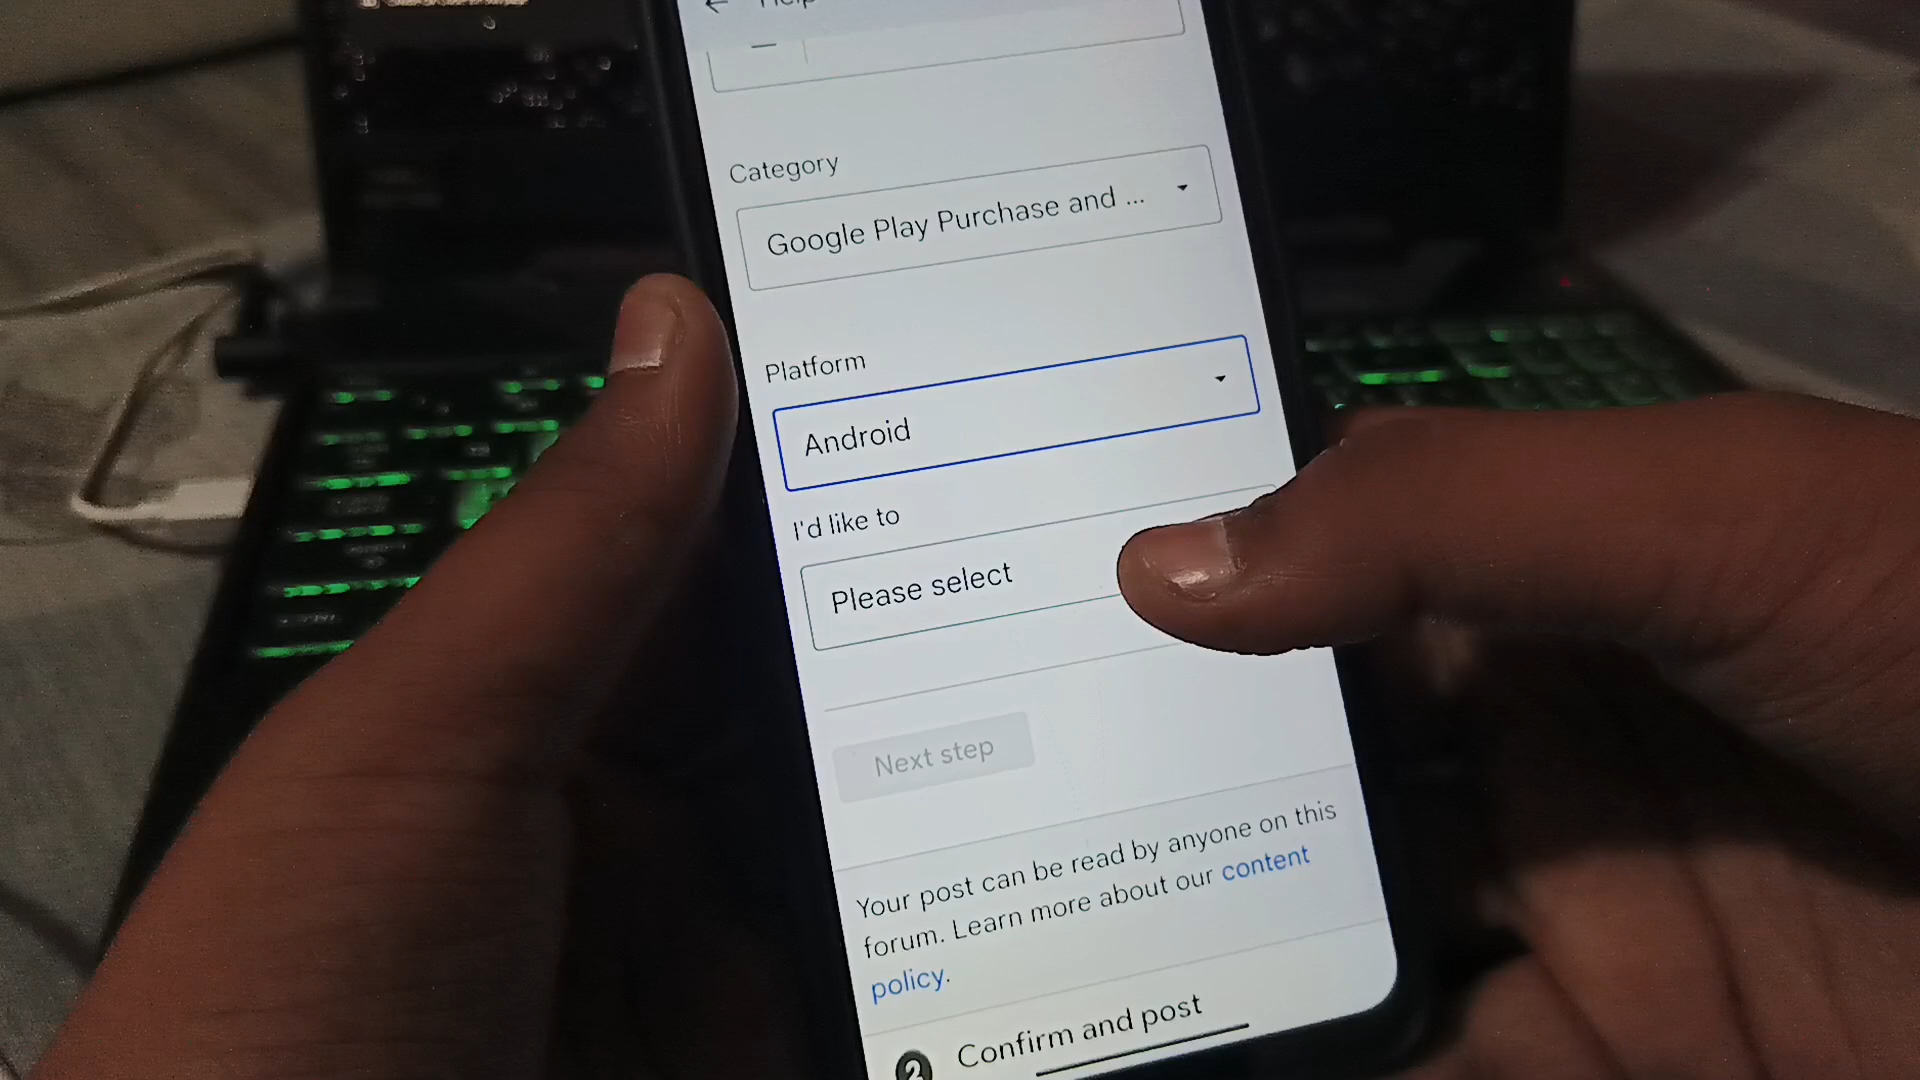 Help
Category
Google Play Purchase and ...
Platform
Android
I'd like to
Please select
Next step
Your post can be read by anyone on this
forum. Learn more about our content
policy.
2 Confirm and post